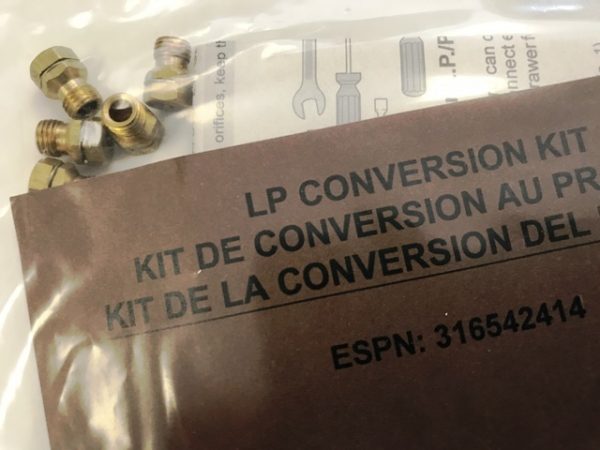 LP CONVERSION KIT
KIT DE CONVERSION AU PR
KIT DE LA CONVERSION DEL
ESPN: 316542414
orifices, keep th
.P./
can
nnect e
rawer f